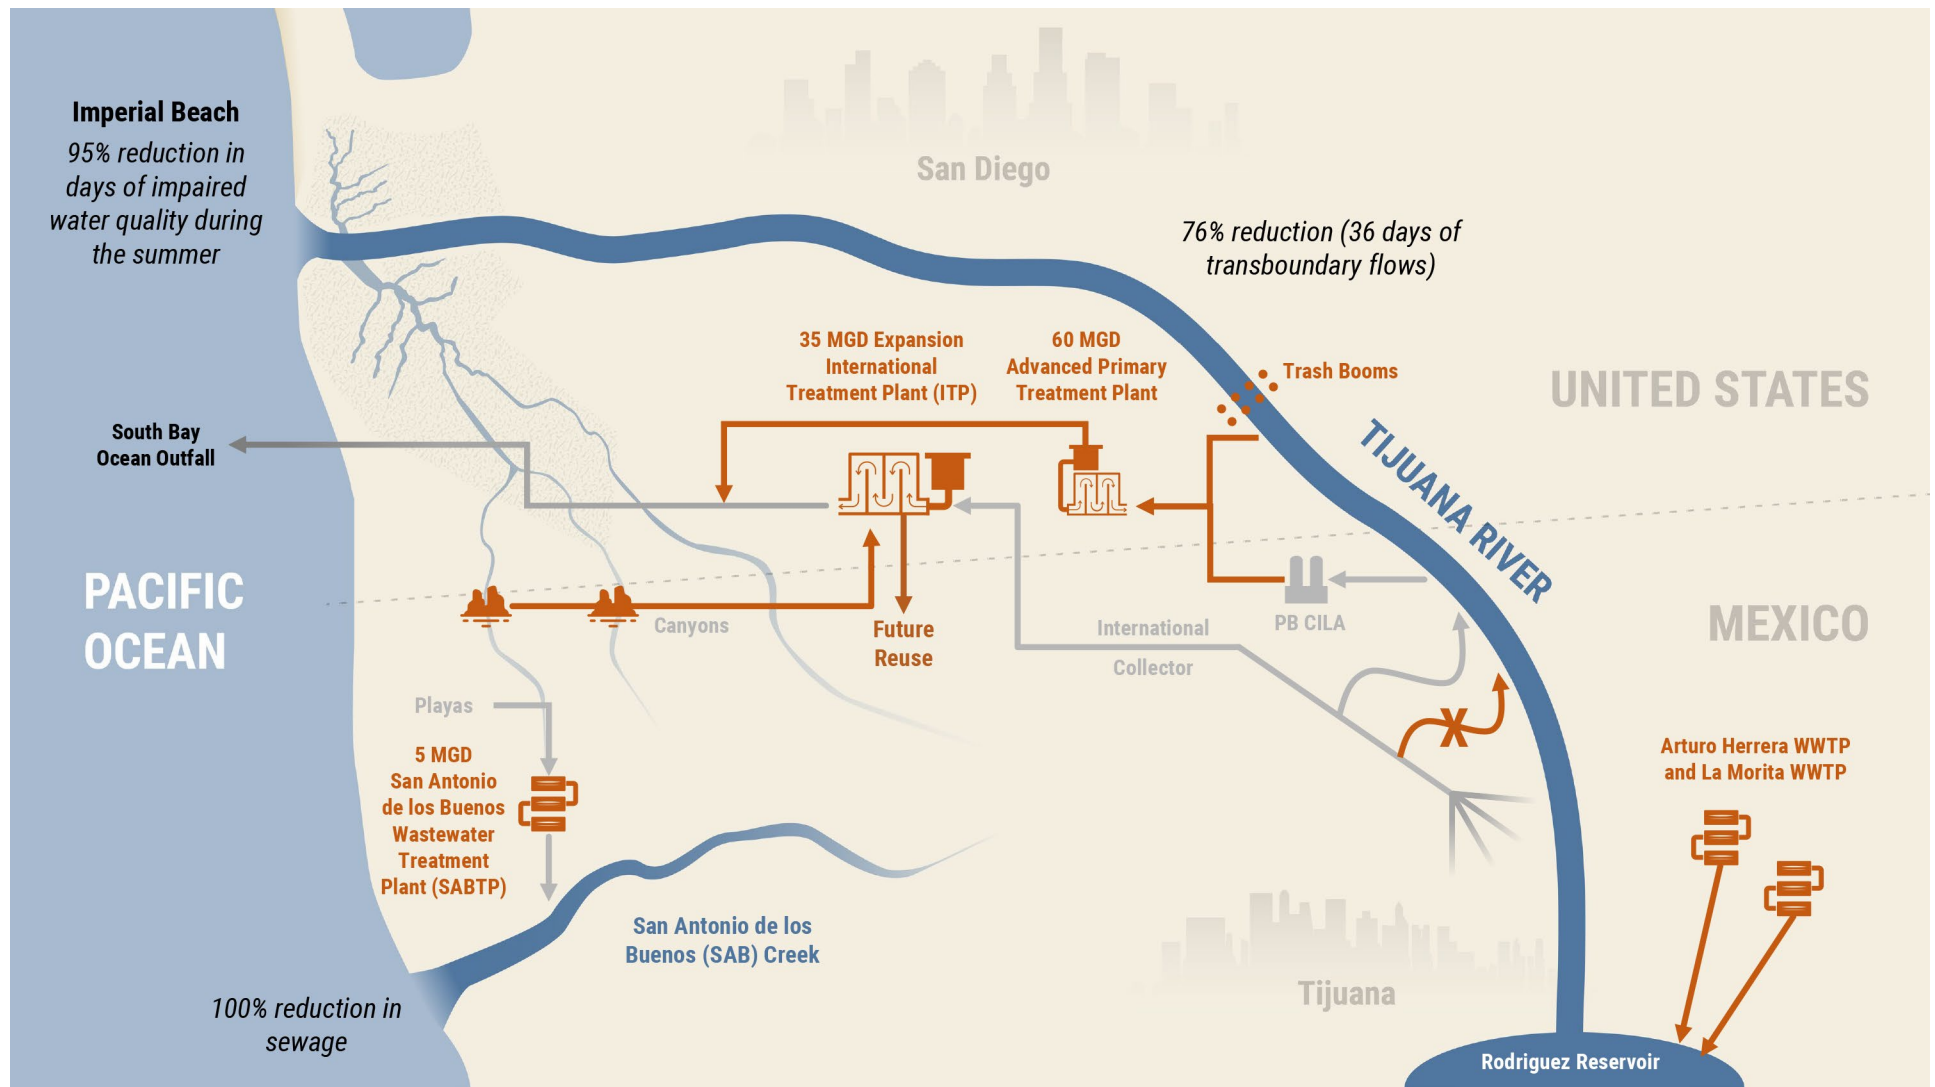 Imperial Beach
95% reduction in
days of impaired
water quality during
the summer
San Diego
76% reduction (36 days of
transboundary flows)
35 MGD Expansion
International
Treatment Plant (ITP)
60 MGD
Advanced Primary
Treatment Plant
Trash Booms
UNITED STATES
South Bay
Ocean Outfall
TIJUANA RIVER
PACIFIC
OCEAN
MEXICO
Canyons
Future
Reuse
International
Collector
PB CILA
Playas
5 MGD
San Antonio
de los Buenos
Wastewater
Treatment
Plant (SABTP)
Arturo Herrera WWTP
and La Morita WWTP
San Antonio de los
Buenos (SAB) Creek
Tijuana
100% reduction in
sewage
Rodriguez Reservoir